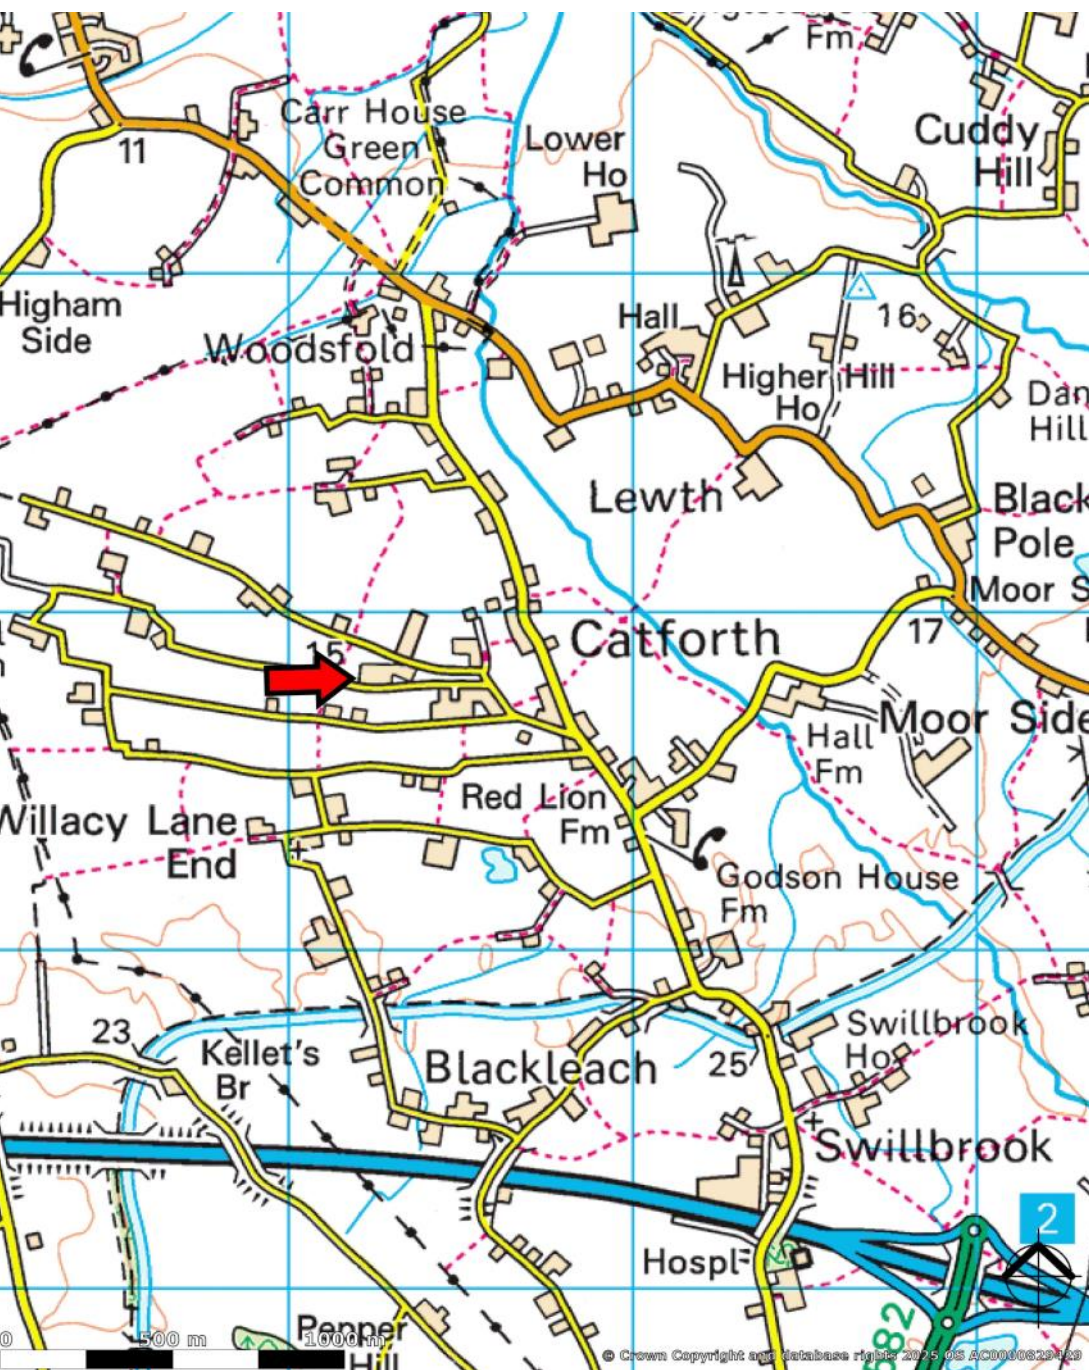 Fm
Cuddy
Hill
Carr House
Green
Common
11
Lower
Ho
Higham
Side
16
Hall
Woodsfold
Higher Hill
Ho
Dan
Hill
Lewth
Black
Pole
Moor S
17
Catforth
15
Moor Side
Hall
Fm
Red Lion
Fm
Willacy Lane
End
Godson House
Fm
23
Kellet's
Br
Blackleach
25
Swillbrook
Ho
Swillbrook
2
Hospl
82
Pepper
Hill
0 500 m 1000 m
© Crown Copyright and database rights 2025 OS AC0000829429